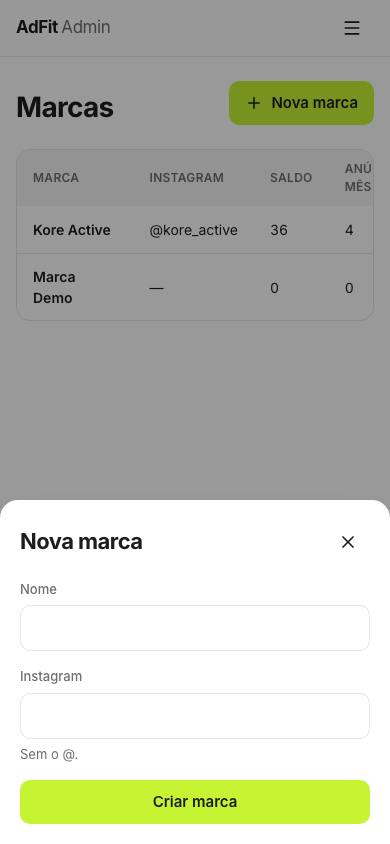 AdFit Admin
Marcas
Nova marca
MARCA INSTAGRAM SALDO ANÚ
MÊS
Kore Active @kore_active 36 4
Marca
Demo — 0 0
Nova marca
Nome
Instagram
Sem o @.
Criar marca